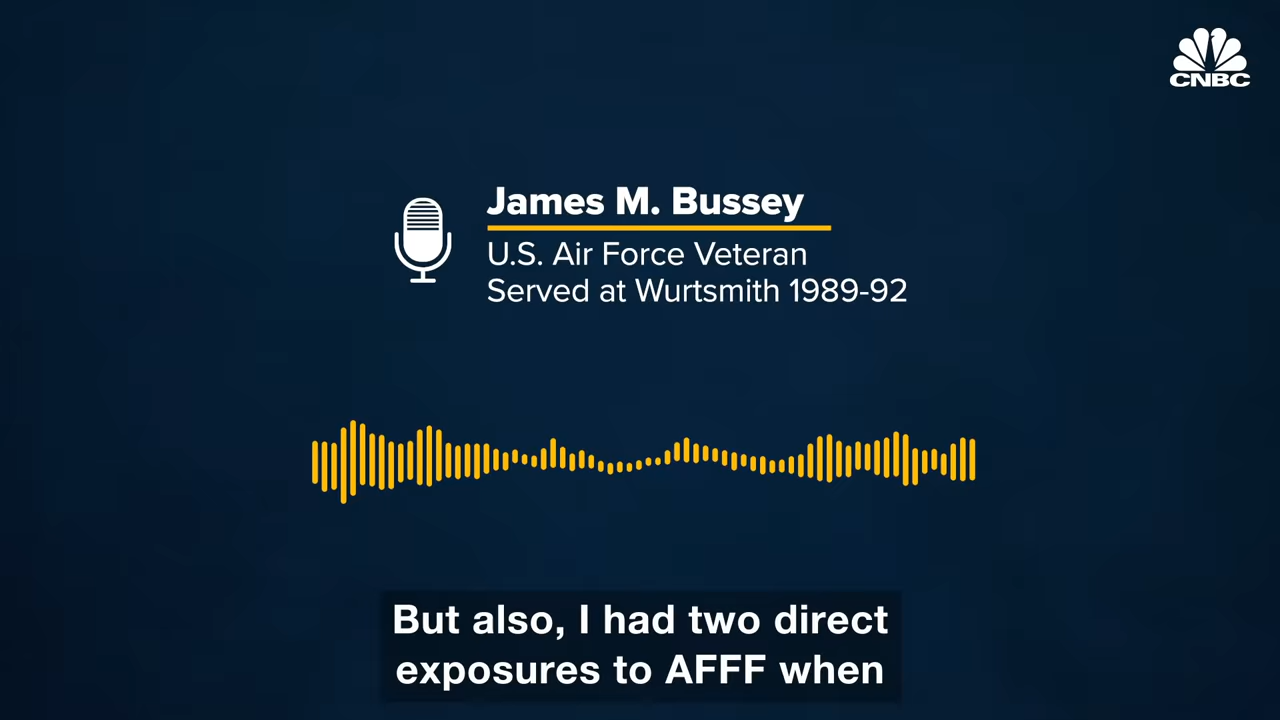 CNBC
James M. Bussey
U.S. Air Force Veteran
Served at Wurtsmith 1989-92
But also, I had two direct
exposures to AFFF when